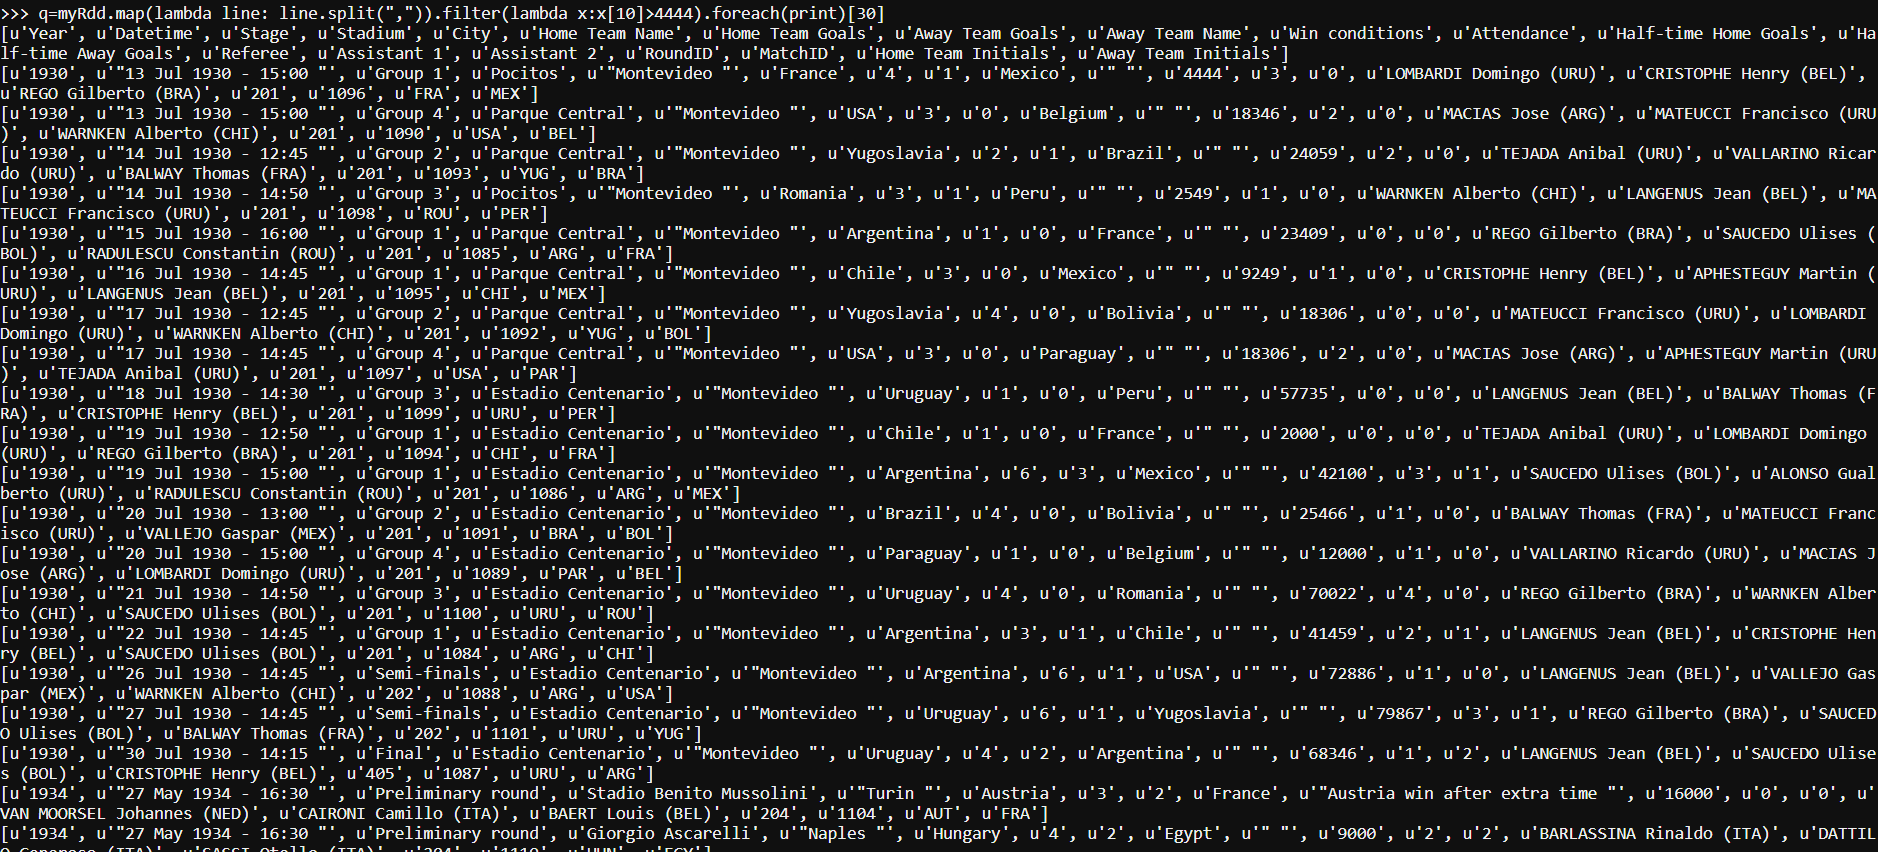 >>> q=myRdd.map(lambda line: line.split(",")).filter(lambda x:x[10]>4444).foreach(print)[30]
[u'Year', u'Datetime', u'Stage', u'Stadium', u'City', u'Home Team Name', u'Home Team Goals', u'Away Team Goals', u'Away Team Name', u'Win conditions', u'Attendance', u'Half-time Home Goals', u'Ha
lf-time Away Goals', u'Referee', u'Assistant 1', u'Assistant 2', u'RoundID', u'MatchID', u'Home Team Initials', u'Away Team Initials']
[u'1930', u'"13 Jul 1930 - 15:00 "', u'Group 1', u'Pocitos', u'"Montevideo "', u'France', u'4', u'1', u'Mexico', u'" "', u'4444', u'3', u'0', u'LOMBARDI Domingo (URU)', u'CRISTOPHE Henry (BEL)',
u'REGO Gilberto (BRA)', u'201', u'1096', u'FRA', u'MEX']
[u'1930', u'"13 Jul 1930 - 15:00 "', u'Group 4', u'Parque Central', u'"Montevideo "', u'USA', u'3', u'0', u'Belgium', u'" "', u'18346', u'2', u'0', u'MACIAS Jose (ARG)', u'MATEUCCI Francisco (URU
)', u'WARNKEN Alberto (CHI)', u'201', u'1090', u'USA', u'BEL']
[u'1930', u'"14 Jul 1930 - 12:45 "', u'Group 2', u'Parque Central', u'"Montevideo "', u'Yugoslavia', u'2', u'1', u'Brazil', u'" "', u'24059', u'2', u'0', u'TEJADA Anibal (URU)', u'VALLARINO Ricar
do (URU)', u'BALWAY Thomas (FRA)', u'201', u'1093', u'YUG', u'BRA']
[u'1930', u'"14 Jul 1930 - 14:50 "', u'Group 3', u'Pocitos', u'"Montevideo "', u'Romania', u'3', u'1', u'Peru', u'" "', u'2549', u'1', u'0', u'WARNKEN Alberto (CHI)', u'LANGENUS Jean (BEL)', u'MA
TEUCCI Francisco (URU)', u'201', u'1098', u'ROU', u'PER']
[u'1930', u'"15 Jul 1930 - 16:00 "', u'Group 1', u'Parque Central', u'"Montevideo "', u'Argentina', u'1', u'0', u'France', u'" "', u'23409', u'0', u'0', u'REGO Gilberto (BRA)', u'SAUCEDO Ulises (
BOL)', u'RADULESCU Constantin (ROU)', u'201', u'1085', u'ARG', u'FRA']
[u'1930', u'"16 Jul 1930 - 14:45 "', u'Group 1', u'Parque Central', u'"Montevideo "', u'Chile', u'3', u'0', u'Mexico', u'" "', u'9249', u'1', u'0', u'CRISTOPHE Henry (BEL)', u'APHESTEGUY Martin (
URU)', u'LANGENUS Jean (BEL)', u'201', u'1095', u'CHI', u'MEX']
[u'1930', u'"17 Jul 1930 - 12:45 "', u'Group 2', u'Parque Central', u'"Montevideo "', u'Yugoslavia', u'4', u'0', u'Bolivia', u'" "', u'18306', u'0', u'0', u'MATEUCCI Francisco (URU)', u'LOMBARDI
Domingo (URU)', u'WARNKEN Alberto (CHI)', u'201', u'1092', u'YUG', u'BOL']
[u'1930', u'"17 Jul 1930 - 14:45 "', u'Group 4', u'Parque Central', u'"Montevideo "', u'USA', u'3', u'0', u'Paraguay', u'" "', u'18306', u'2', u'0', u'MACIAS Jose (ARG)', u'APHESTEGUY Martin (URU
)', u'TEJADA Anibal (URU)', u'201', u'1097', u'USA', u'PAR']
[u'1930', u'"18 Jul 1930 - 14:30 "', u'Group 3', u'Estadio Centenario', u'"Montevideo "', u'Uruguay', u'1', u'0', u'Peru', u'" "', u'57735', u'0', u'0', u'LANGENUS Jean (BEL)', u'BALWAY Thomas (F
RA)', u'CRISTOPHE Henry (BEL)', u'201', u'1099', u'URU', u'PER']
[u'1930', u'"19 Jul 1930 - 12:50 "', u'Group 1', u'Estadio Centenario', u'"Montevideo "', u'Chile', u'1', u'0', u'France', u'" "', u'2000', u'0', u'0', u'TEJADA Anibal (URU)', u'LOMBARDI Domingo
(URU)', u'REGO Gilberto (BRA)', u'201', u'1094', u'CHI', u'FRA']
[u'1930', u'"19 Jul 1930 - 15:00 "', u'Group 1', u'Estadio Centenario', u'"Montevideo "', u'Argentina', u'6', u'3', u'Mexico', u'" "', u'42100', u'3', u'1', u'SAUCEDO Ulises (BOL)', u'ALONSO Gual
berto (URU)', u'RADULESCU Constantin (ROU)', u'201', u'1086', u'ARG', u'MEX']
[u'1930', u'"20 Jul 1930 - 13:00 "', u'Group 2', u'Estadio Centenario', u'"Montevideo "', u'Brazil', u'4', u'0', u'Bolivia', u'" "', u'25466', u'1', u'0', u'BALWAY Thomas (FRA)', u'MATEUCCI Franc
isco (URU)', u'VALLEJO Gaspar (MEX)', u'201', u'1091', u'BRA', u'BOL']
[u'1930', u'"20 Jul 1930 - 15:00 "', u'Group 4', u'Estadio Centenario', u'"Montevideo "', u'Paraguay', u'1', u'0', u'Belgium', u'" "', u'12000', u'1', u'0', u'VALLARINO Ricardo (URU)', u'MACIAS J
ose (ARG)', u'LOMBARDI Domingo (URU)', u'201', u'1089', u'PAR', u'BEL']
[u'1930', u'"21 Jul 1930 - 14:50 "', u'Group 3', u'Estadio Centenario', u'"Montevideo "', u'Uruguay', u'4', u'0', u'Romania', u'" "', u'70022', u'4', u'0', u'REGO Gilberto (BRA)', u'WARNKEN Alber
to (CHI)', u'SAUCEDO Ulises (BOL)', u'201', u'1100', u'URU', u'ROU']
[u'1930', u'"22 Jul 1930 - 14:45 "', u'Group 1', u'Estadio Centenario', u'"Montevideo "', u'Argentina', u'3', u'1', u'Chile', u'" "', u'41459', u'2', u'1', u'LANGENUS Jean (BEL)', u'CRISTOPHE Hen
ry (BEL)', u'SAUCEDO Ulises (BOL)', u'201', u'1084', u'ARG', u'CHI']
[u'1930', u'"26 Jul 1930 - 14:45 "', u'Semi-finals', u'Estadio Centenario', u'"Montevideo "', u'Argentina', u'6', u'1', u'USA', u'" "', u'72886', u'1', u'0', u'LANGENUS Jean (BEL)', u'VALLEJO Gas
par (MEX)', u'WARNKEN Alberto (CHI)', u'202', u'1088', u'ARG', u'USA']
[u'1930', u'"27 Jul 1930 - 14:45 "', u'Semi-finals', u'Estadio Centenario', u'"Montevideo "', u'Uruguay', u'6', u'1', u'Yugoslavia', u'" "', u'79867', u'3', u'1', u'REGO Gilberto (BRA)', u'SAUCED
O Ulises (BOL)', u'BALWAY Thomas (FRA)', u'202', u'1101', u'URU', u'YUG']
[u'1930', u'"30 Jul 1930 - 14:15 "', u'Final', u'Estadio Centenario', u'"Montevideo "', u'Uruguay', u'4', u'2', u'Argentina', u'" "', u'68346', u'1', u'2', u'LANGENUS Jean (BEL)', u'SAUCEDO Ulise
s (BOL)', u'CRISTOPHE Henry (BEL)', u'405', u'1087', u'URU', u'ARG']
[u'1934', u'"27 May 1934 - 16:30 "', u'Preliminary round', u'Stadio Benito Mussolini', u'"Turin "', u'Austria', u'3', u'2', u'France', u'"Austria win after extra time "', u'16000', u'0', u'0', u'
VAN MOORSEL Johannes (NED)', u'CAIRONI Camillo (ITA)', u'BAERT Louis (BEL)', u'204', u'1104', u'AUT', u'FRA']
[u'1934', u'"27 May 1934 - 16:30 "', u'Preliminary round', u'Giorgio Ascarelli', u'"Naples "', u'Hungary', u'4', u'2', u'Egypt', u'" "', u'9000', u'2', u'2', u'BARLASSINA Rinaldo (ITA)', u'DATTIL